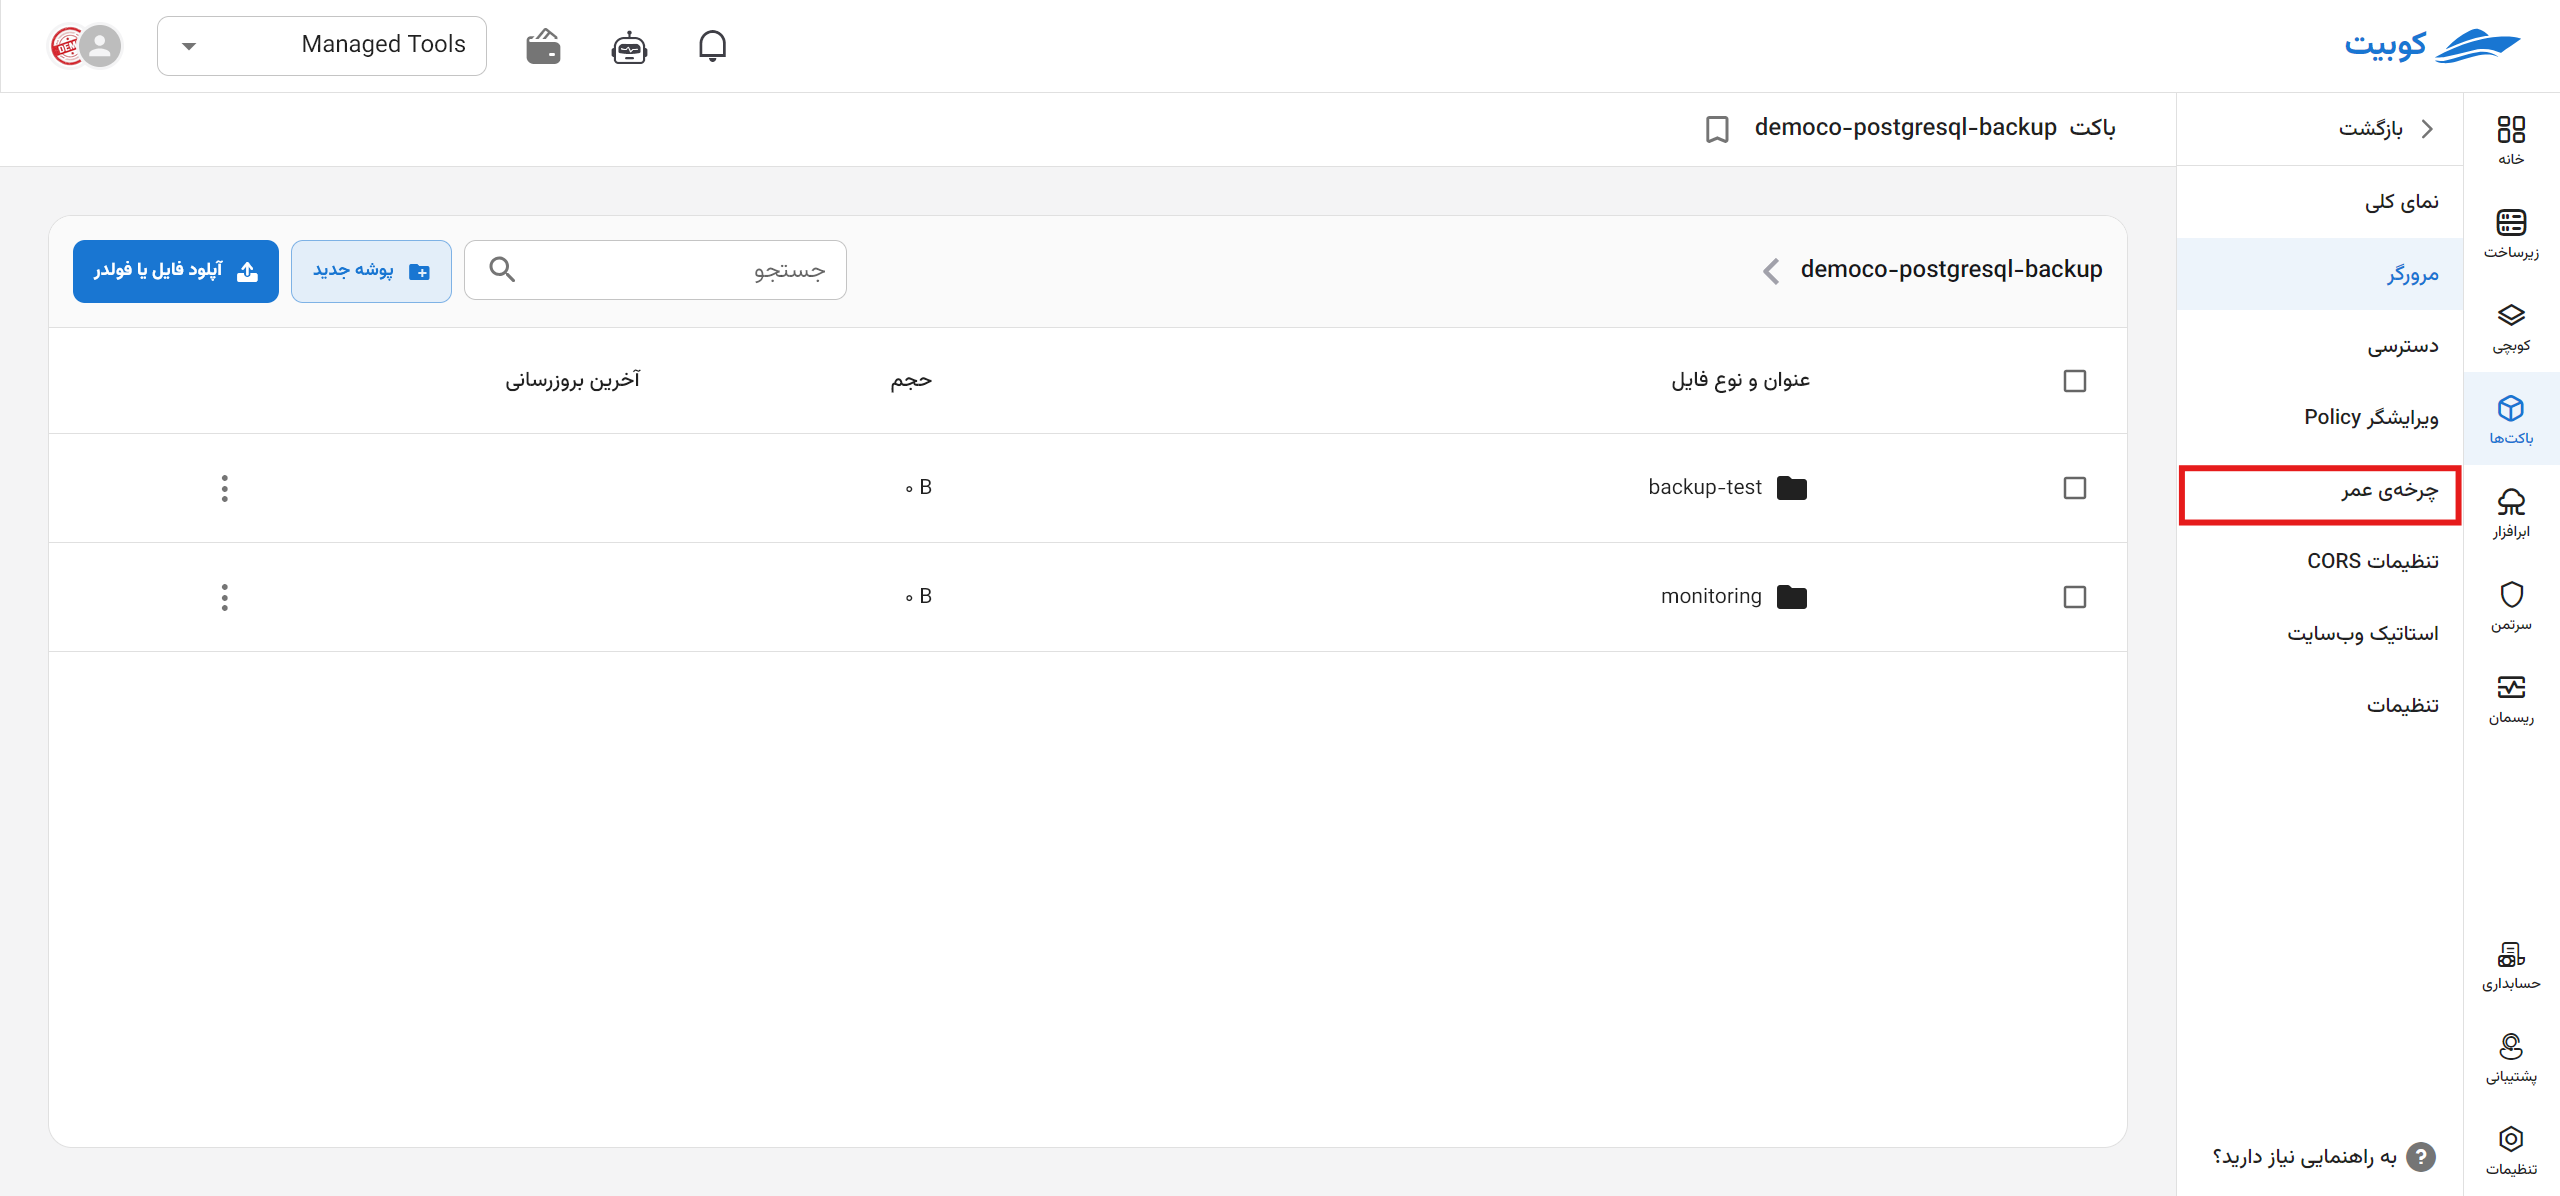 کوبیت
Managed Tools
DEM
خانه
زیرساخت
کوبچی
باکت‌ها
ابرافزار
سرتمن
ریسمان
حسابداری
پشتیبانی
تنظیمات
بازگشت
نمای کلی
مرورگر
دسترسی
ویرایشگر Policy
چرخه‌ی عمر
تنظیمات CORS
استاتیک وب‌سایت
تنظیمات
به راهنمایی نیاز دارید؟
باکت democo-postgresql-backup
democo-postgresql-backup
جستجو
پوشه جدید
آپلود فایل یا فولدر
عنوان و نوع فایل حجم آخرین بروزرسانی
backup-test ۰ B
monitoring ۰ B